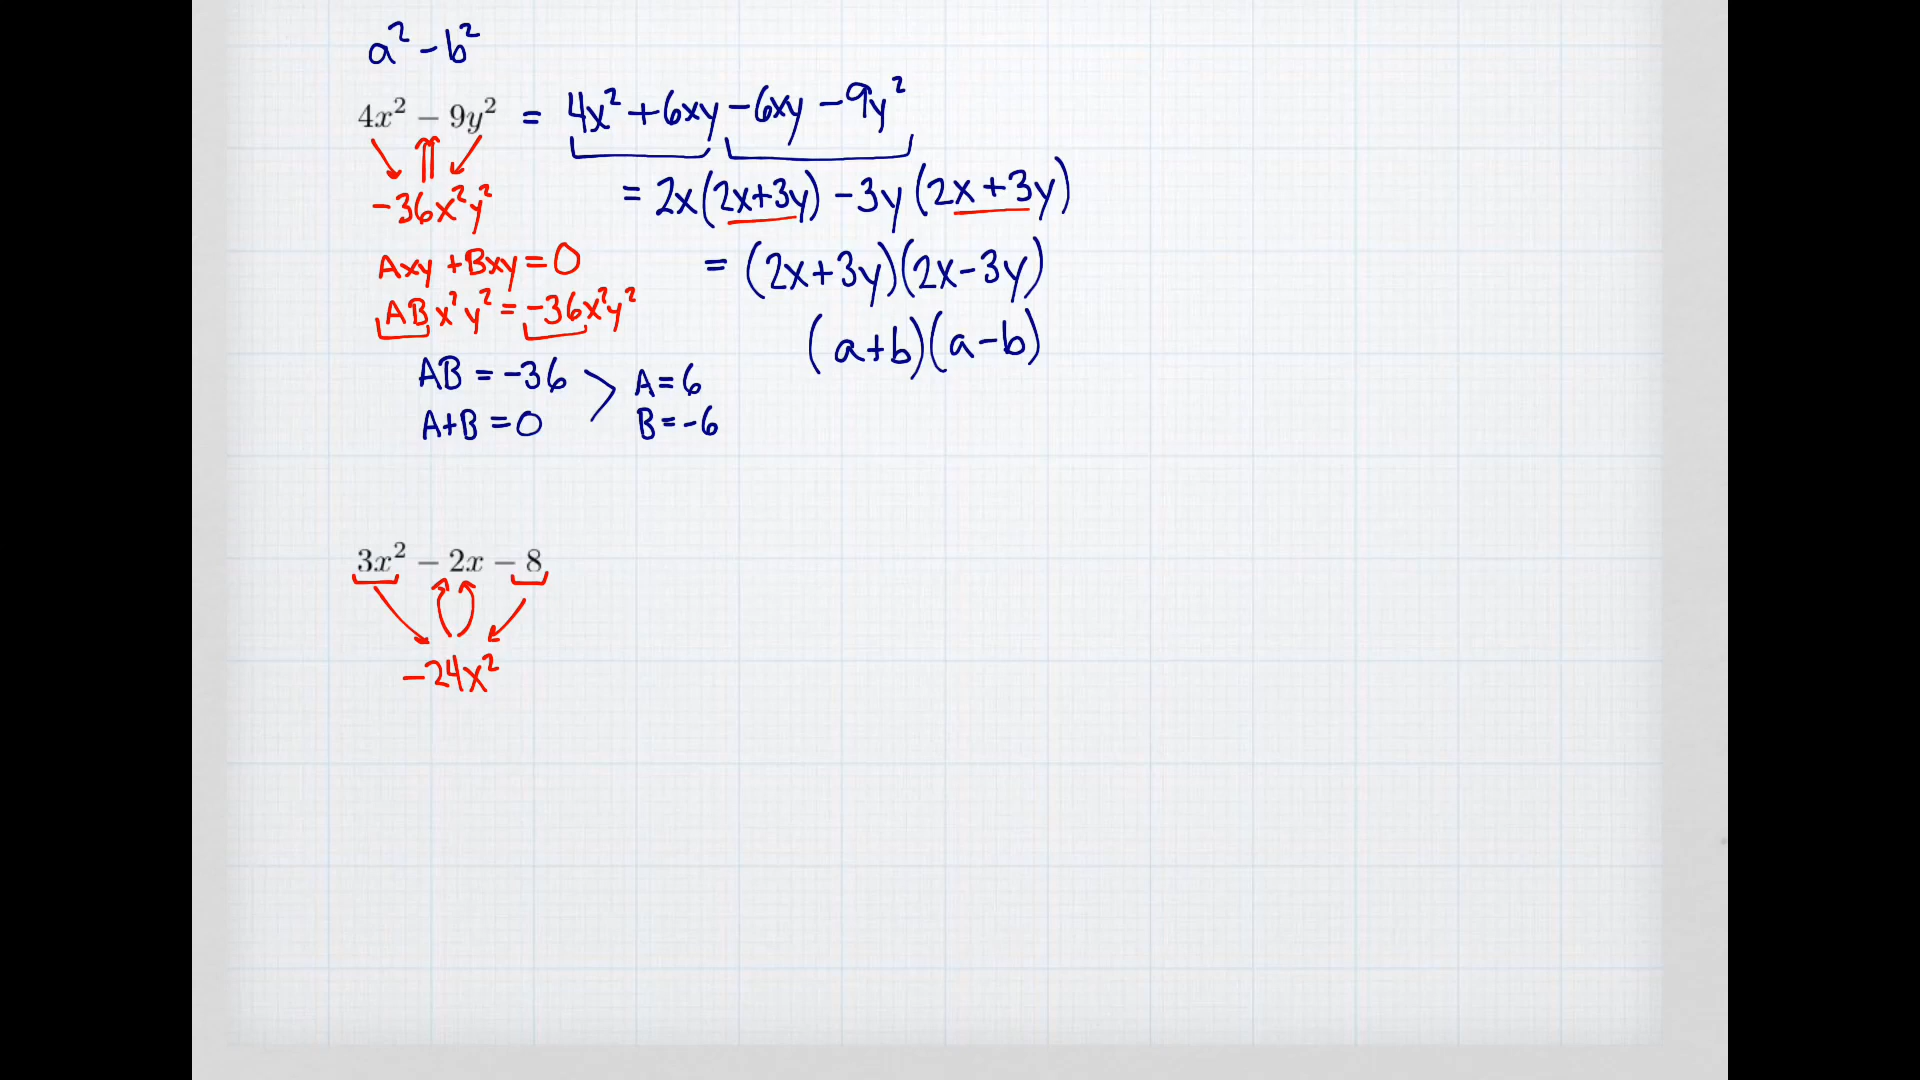 a² - b²
4x² − 9y² = 4x² + 6xy - 6xy - 9y²
= 2x(2x+3y) - 3y(2x+3y)
-36x²y²
= (2x+3y)(2x-3y)
Axy + Bxy = 0
ABx²y² = -36x²y²
(a+b)(a-b)
AB = -36 A = 6
A+B = 0 B = -6
3x² − 2x − 8
-24x²